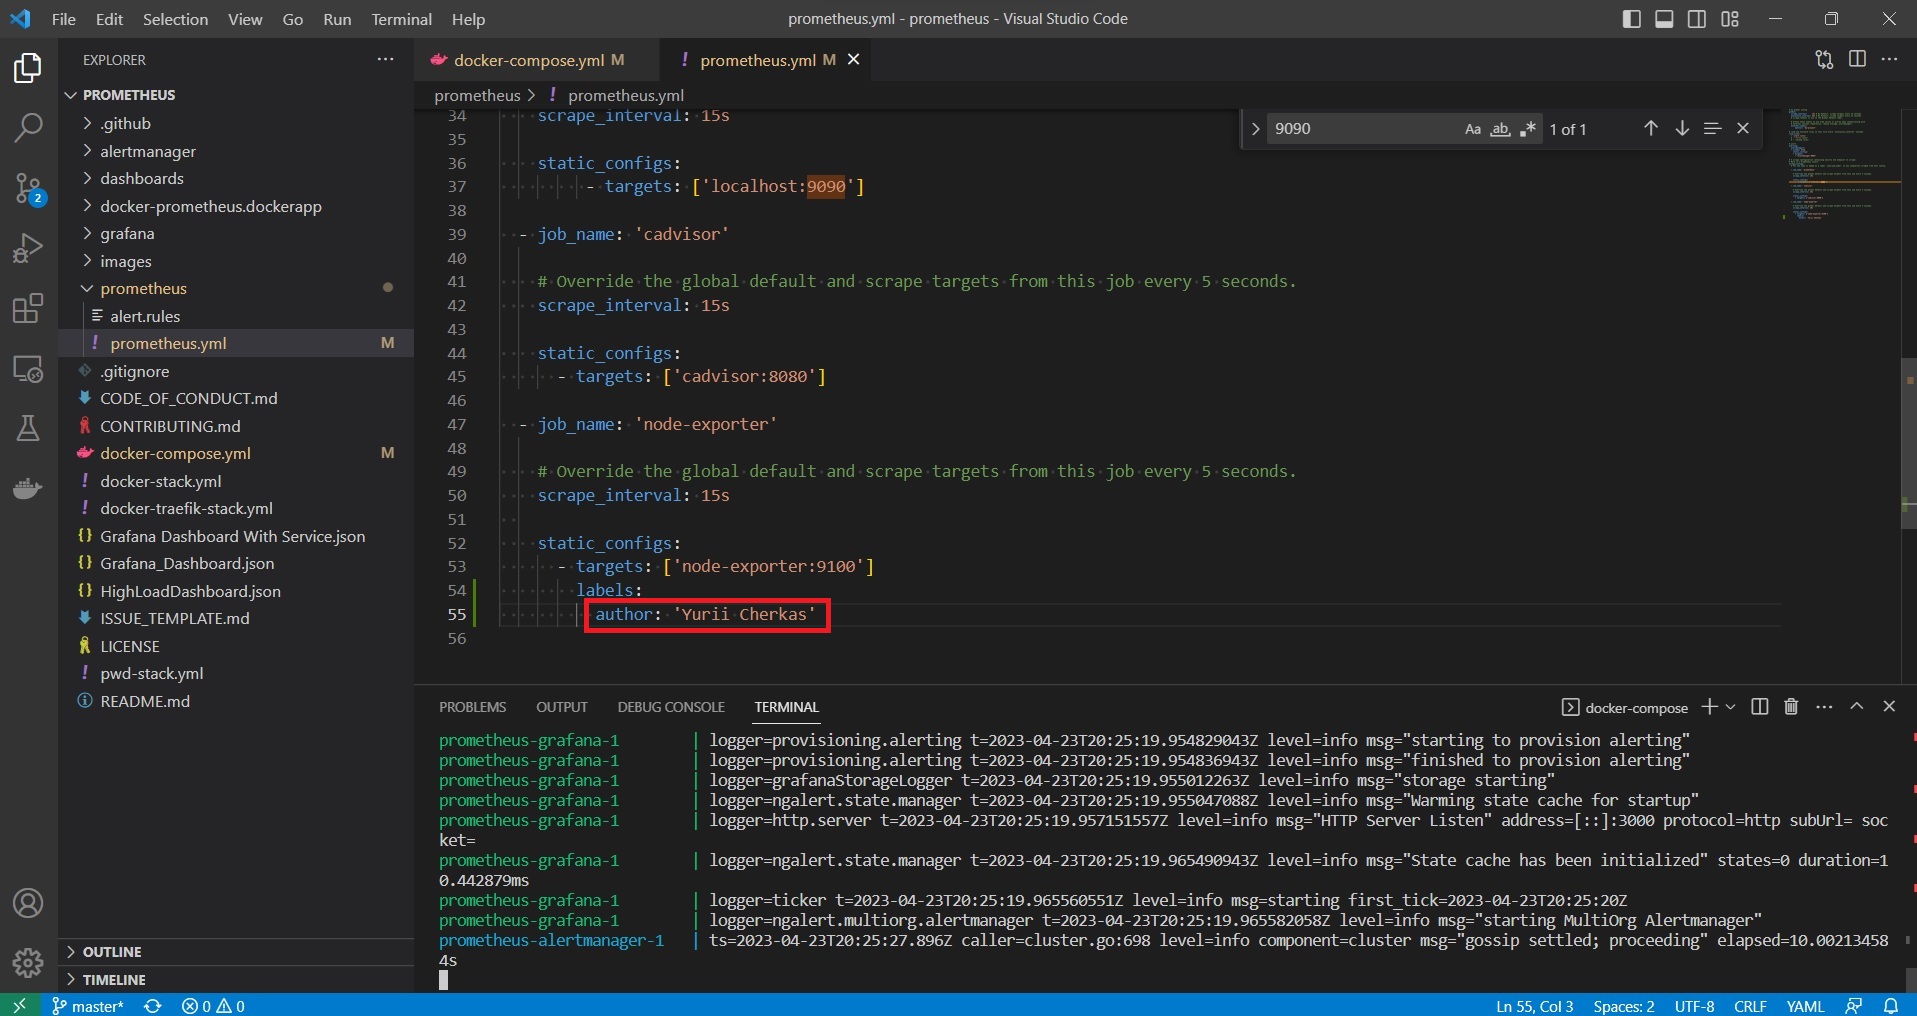 File Edit Selection View Go Run Terminal Help
prometheus.yml - prometheus - Visual Studio Code
EXPLORER
PROMETHEUS
.github
alertmanager
dashboards
docker-prometheus.dockerapp
grafana
images
prometheus
alert.rules
prometheus.yml M
.gitignore
CODE_OF_CONDUCT.md
CONTRIBUTING.md
docker-compose.yml M
docker-stack.yml
docker-traefik-stack.yml
Grafana Dashboard With Service.json
Grafana_Dashboard.json
HighLoadDashboard.json
ISSUE_TEMPLATE.md
LICENSE
pwd-stack.yml
README.md
OUTLINE
TIMELINE
2
docker-compose.yml M
prometheus.yml M
prometheus > prometheus.yml
9090 Aa ab 1 of 1
34 scrape_interval: 15s
35
36 static_configs:
37 - targets: ['localhost:9090']
38
39 - job_name: 'cadvisor'
40
41 # Override the global default and scrape targets from this job every 5 seconds.
42 scrape_interval: 15s
43
44 static_configs:
45 - targets: ['cadvisor:8080']
46
47 - job_name: 'node-exporter'
48
49 # Override the global default and scrape targets from this job every 5 seconds.
50 scrape_interval: 15s
51
52 static_configs:
53 - targets: ['node-exporter:9100']
54 labels:
55 author: 'Yurii Cherkas'
56
PROBLEMS OUTPUT DEBUG CONSOLE TERMINAL
docker-compose
prometheus-grafana-1 | logger=provisioning.alerting t=2023-04-23T20:25:19.954829043Z level=info msg="starting to provision alerting"
prometheus-grafana-1 | logger=provisioning.alerting t=2023-04-23T20:25:19.954836943Z level=info msg="finished to provision alerting"
prometheus-grafana-1 | logger=grafanaStorageLogger t=2023-04-23T20:25:19.955012263Z level=info msg="storage starting"
prometheus-grafana-1 | logger=ngalert.state.manager t=2023-04-23T20:25:19.955047088Z level=info msg="Warming state cache for startup"
prometheus-grafana-1 | logger=http.server t=2023-04-23T20:25:19.957151557Z level=info msg="HTTP Server Listen" address=[::]:3000 protocol=http subUrl= soc
ket=
prometheus-grafana-1 | logger=ngalert.state.manager t=2023-04-23T20:25:19.965490943Z level=info msg="State cache has been initialized" states=0 duration=1
0.442879ms
prometheus-grafana-1 | logger=ticker t=2023-04-23T20:25:19.965560551Z level=info msg=starting first_tick=2023-04-23T20:25:20Z
prometheus-grafana-1 | logger=ngalert.multiorg.alertmanager t=2023-04-23T20:25:19.965582058Z level=info msg="starting MultiOrg Alertmanager"
prometheus-alertmanager-1 | ts=2023-04-23T20:25:27.896Z caller=cluster.go:698 level=info component=cluster msg="gossip settled; proceeding" elapsed=10.00213458
4s
master* 0 0
Ln 55, Col 3 Spaces: 2 UTF-8 CRLF YAML